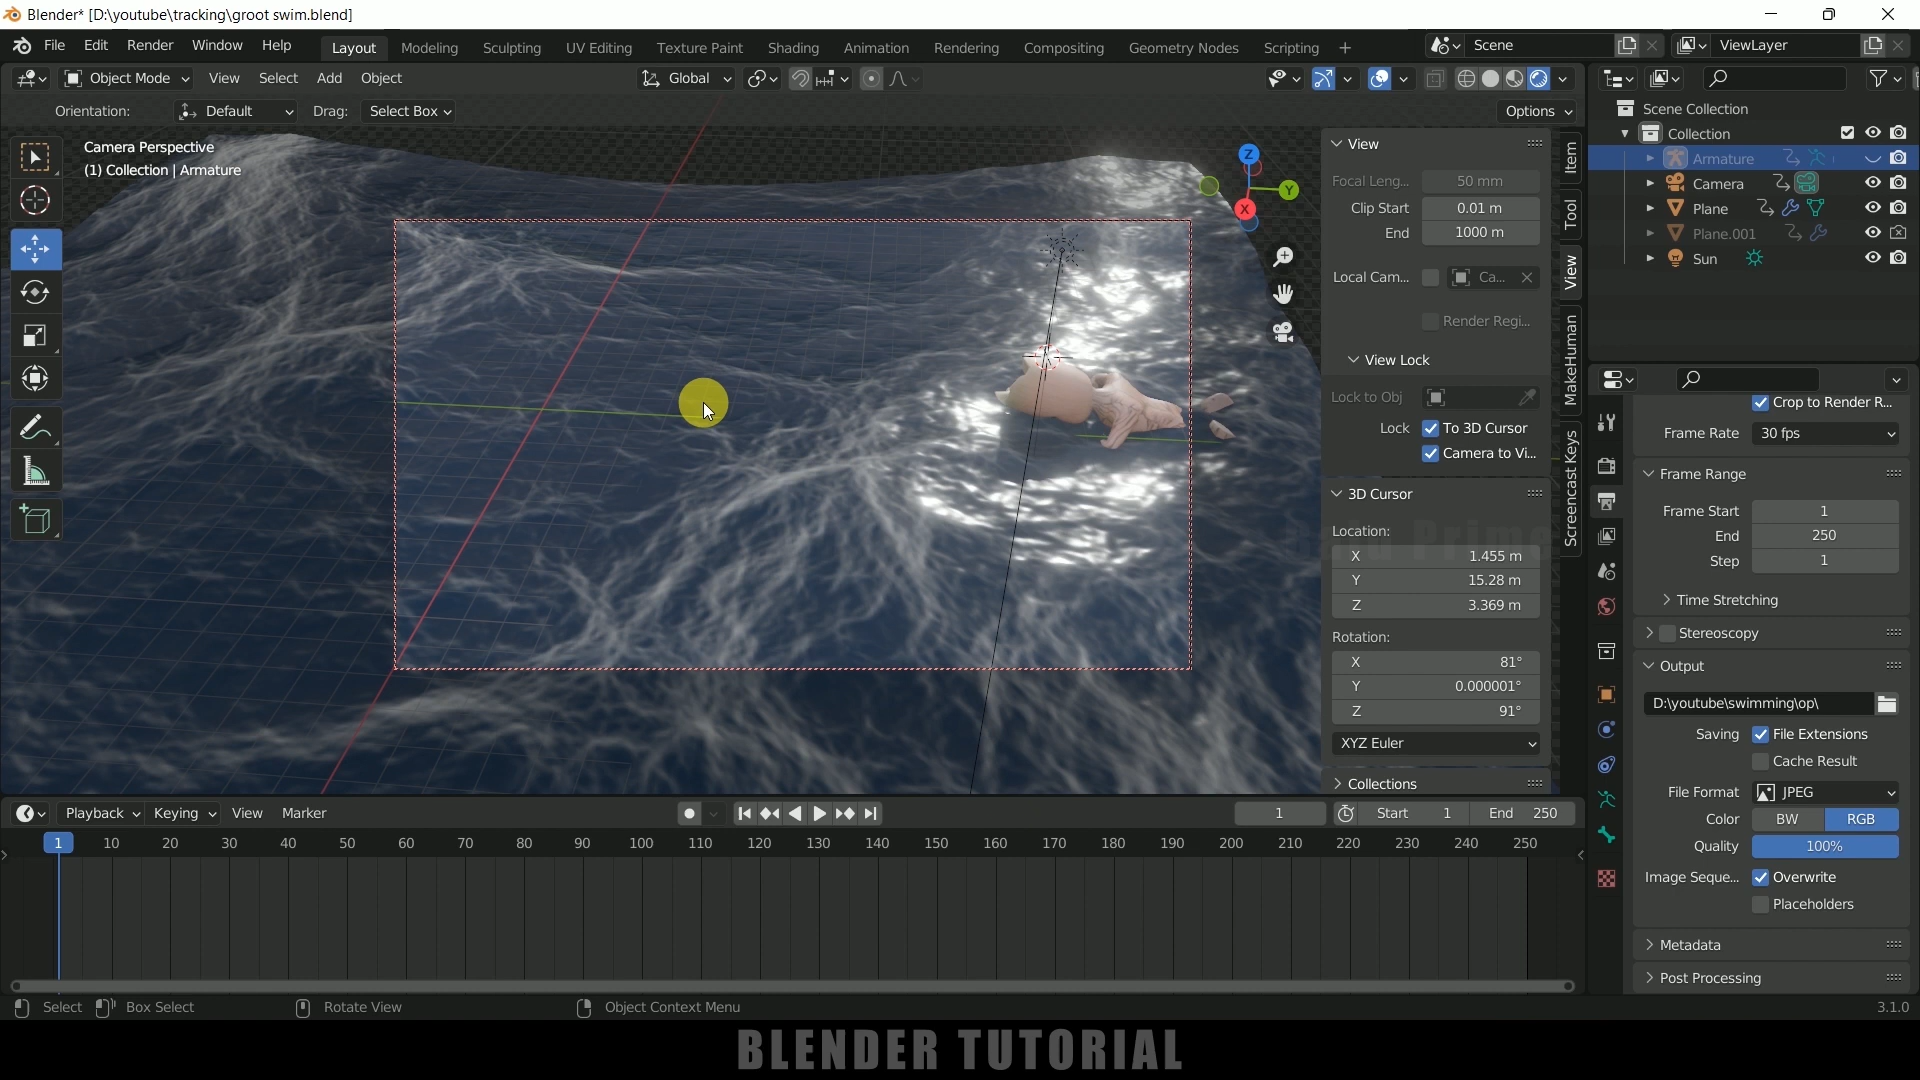 Blender* [D:\youtube\tracking\groot swim.blend]
File Edit Render Window Help Layout Modeling Sculpting UV Editing Texture Paint Shading Animation Rendering Compositing Geometry Nodes Scripting + Scene ViewLayer
Object Mode View Select Add Object Global
Orientation: Default Drag: Select Box Options
Camera Perspective
(1) Collection | Armature
Z
Y
X
View
Focal Leng... 50 mm
Clip Start 0.01 m
End 1000 m
Local Cam... Ca...
Render Regi...
View Lock
Lock to Obj
Lock To 3D Cursor
Camera to Vi...
3D Cursor
Location:
X 1.455 m
Y 15.28 m
Z 3.369 m
Rotation:
X 81°
Y 0.000001°
Z 91°
XYZ Euler
Collections
Item
Tool
View
MakeHuman
Screencast Keys
Scene Collection
Collection
Armature
Camera
Plane
Plane.001
Sun
Crop to Render R...
Frame Rate 30 fps
Frame Range
Frame Start 1
End 250
Step 1
Time Stretching
Stereoscopy
Output
D:\youtube\swimming\op\
Saving File Extensions
Cache Result
File Format JPEG
Color BW RGB
Quality 100%
Image Seque... Overwrite
Placeholders
Metadata
Post Processing
Playback Keying View Marker 1 Start 1 End 250
1 10 20 30 40 50 60 70 80 90 100 110 120 130 140 150 160 170 180 190 200 210 220 230 240 250
Select Box Select Rotate View Object Context Menu 3.1.0
BLENDER TUTORIAL